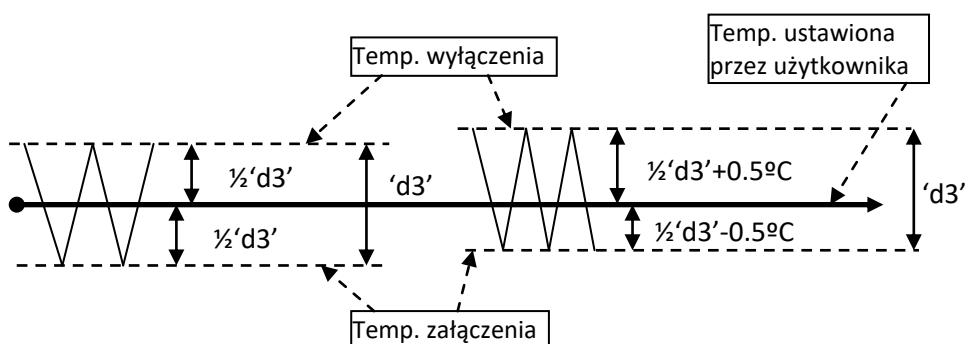 Temp. wyłączenia
Temp. ustawiona
przez użytkownika
½‘d3’
‘d3’
½‘d3’
½‘d3’+0.5ºC
‘d3’
½‘d3’-0.5ºC
Temp. załączenia